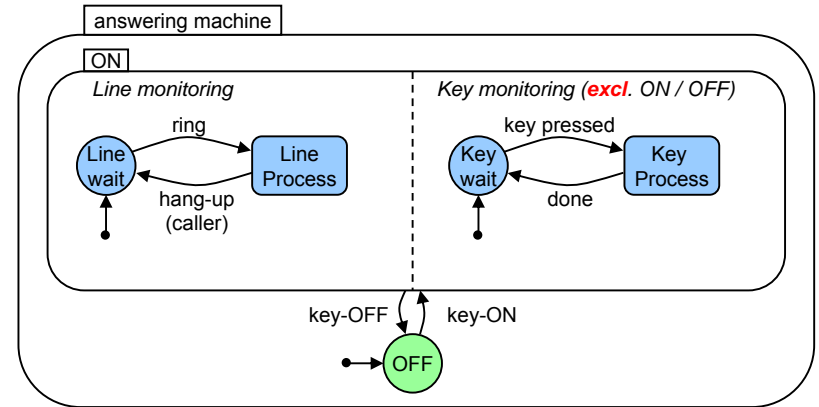 answering machine
ON
Line monitoring
Key monitoring (excl. ON / OFF)
ring
Line
wait
Line
Process
hang-up
(caller)
key pressed
Key
wait
Key
Process
done
key-OFF
key-ON
OFF